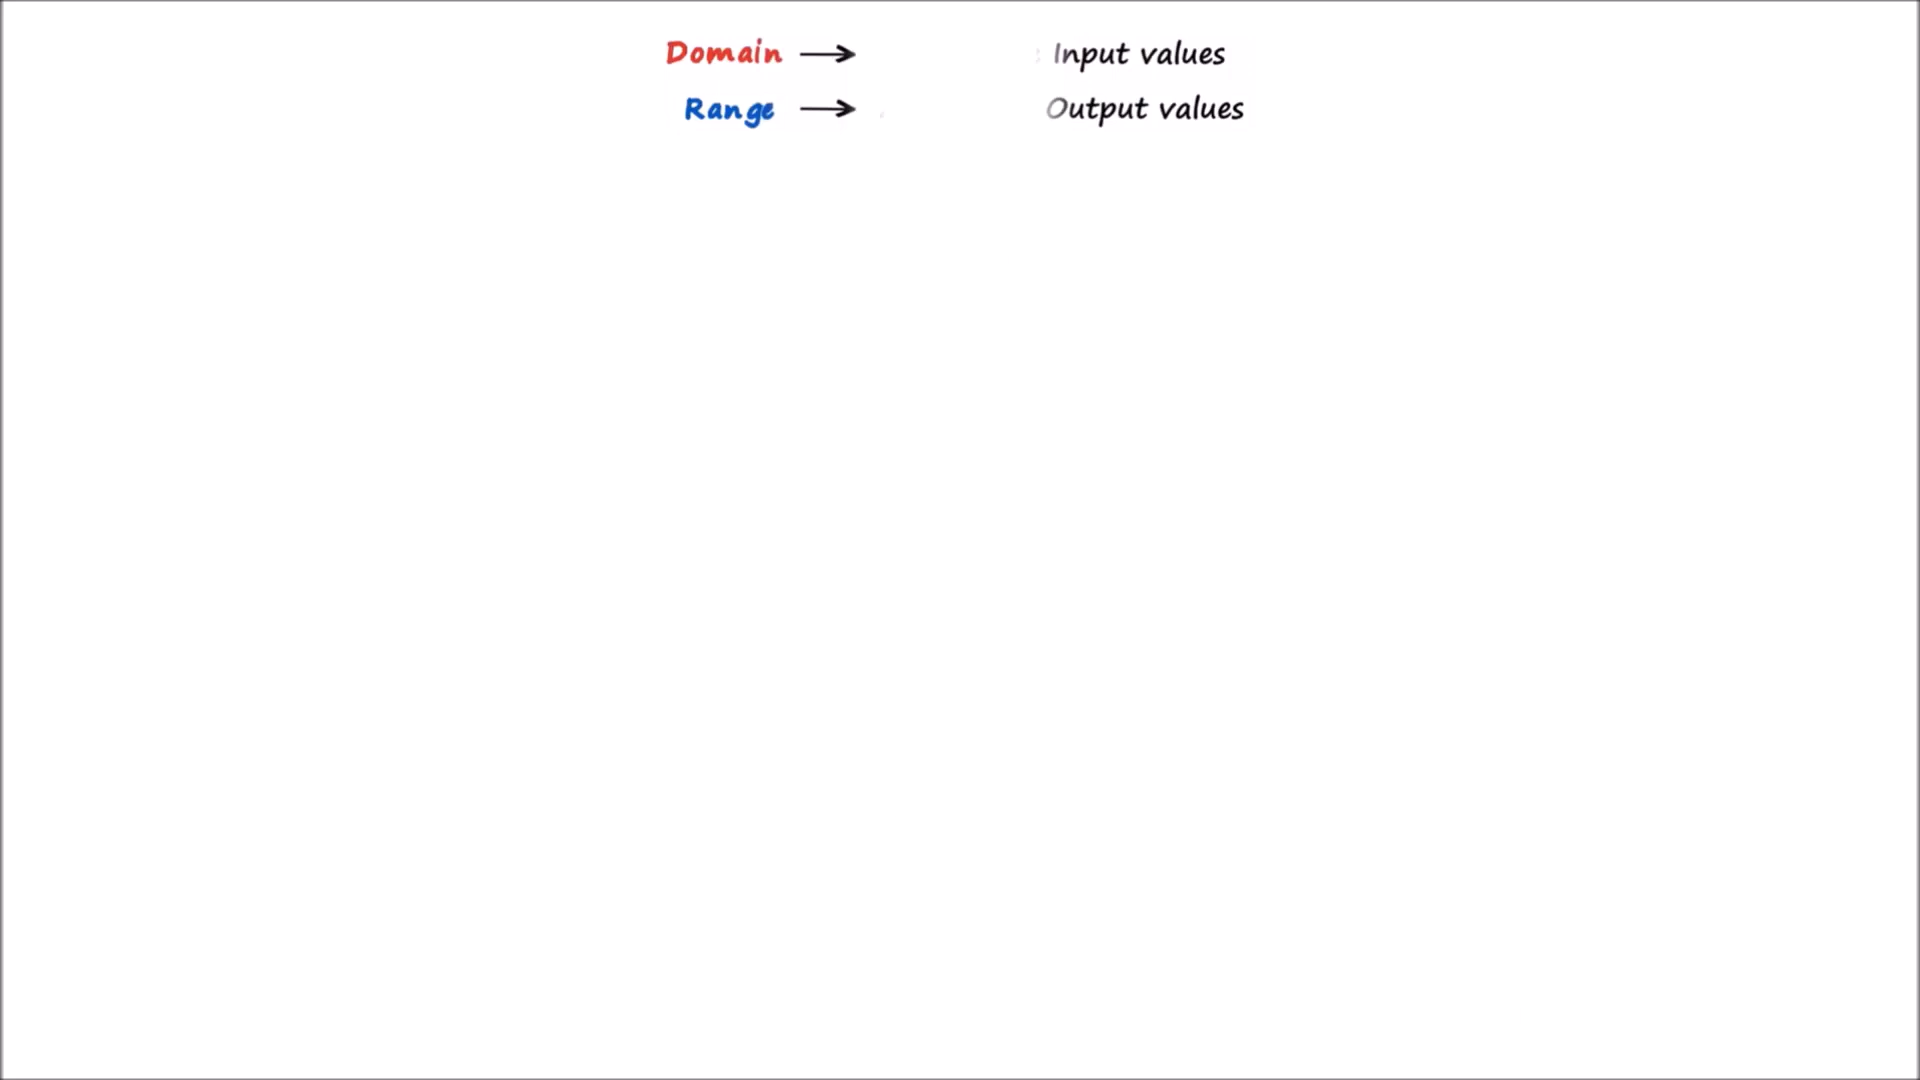 Domain → Input values
Range → Output values